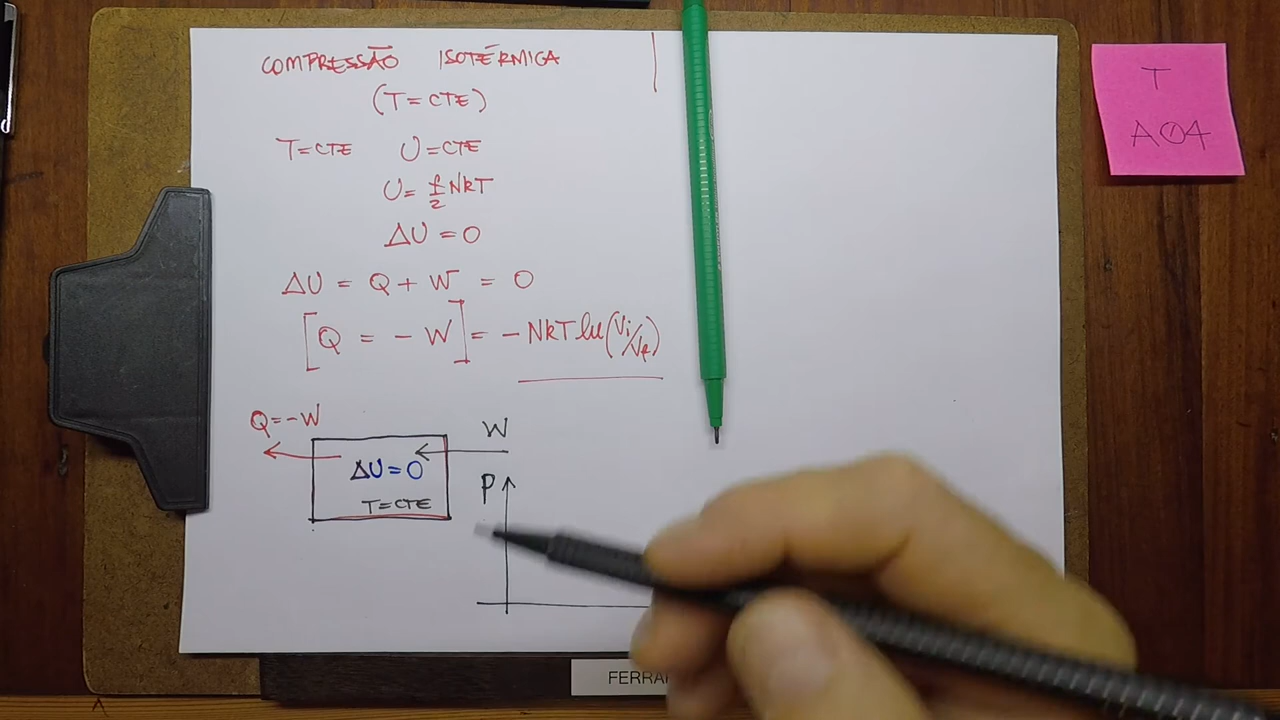 COMPRESSÃO ISOTÉRMICA
(T = CTE)
T = CTE U = CTE
U = f/2 NkT
ΔU = 0
ΔU = Q + W = 0
[Q = - W] = - NkT ln(Vi/Vf)
Q = -W
W
ΔU = 0
T = CTE
P
T
A04